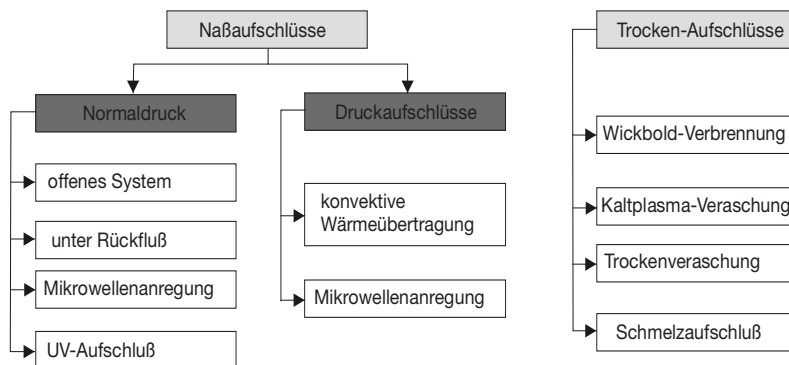 Naßaufschlüsse
Normaldruck
offenes System
unter Rückfluß
Mikrowellenanregung
UV-Aufschluß
Druckaufschlüsse
konvektive
Wärmeübertragung
Mikrowellenanregung
Trocken-Aufschlüsse
Wickbold-Verbrennung
Kaltplasma-Veraschung
Trockenveraschung
Schmelzaufschluß